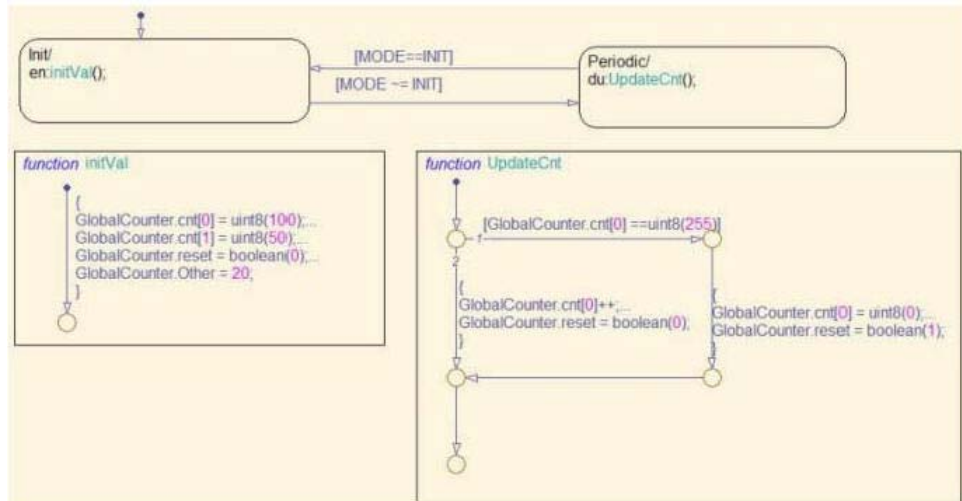 Init/
en:initVal();
[MODE==INIT]
[MODE ~= INIT]
Periodic/
du:UpdateCnt();
function initVal
{
GlobalCounter.cnt[0] = uint8(100);...
GlobalCounter.cnt[1] = uint8(50);...
GlobalCounter.reset = boolean(0);...
GlobalCounter.Other = 20;
}
function UpdateCnt
[GlobalCounter.cnt[0] ==uint8(255)]
1
2
{
GlobalCounter.cnt[0]++;...
GlobalCounter.reset = boolean(0);
}
{
GlobalCounter.cnt[0] = uint8(0);...
GlobalCounter.reset = boolean(1);
}